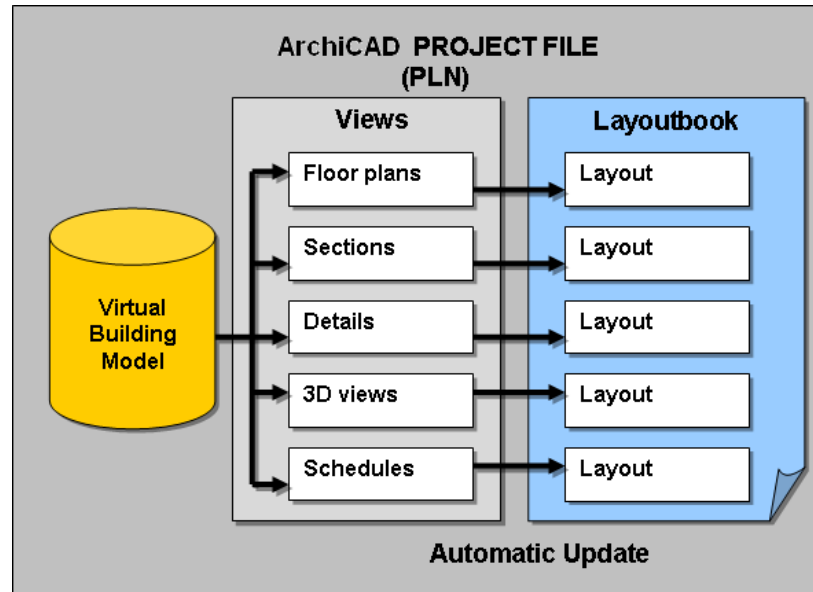 ArchiCAD PROJECT FILE
(PLN)
Views
Layoutbook
Floor plans
Layout
Sections
Layout
Virtual
Building
Model
Details
Layout
3D views
Layout
Schedules
Layout
Automatic Update